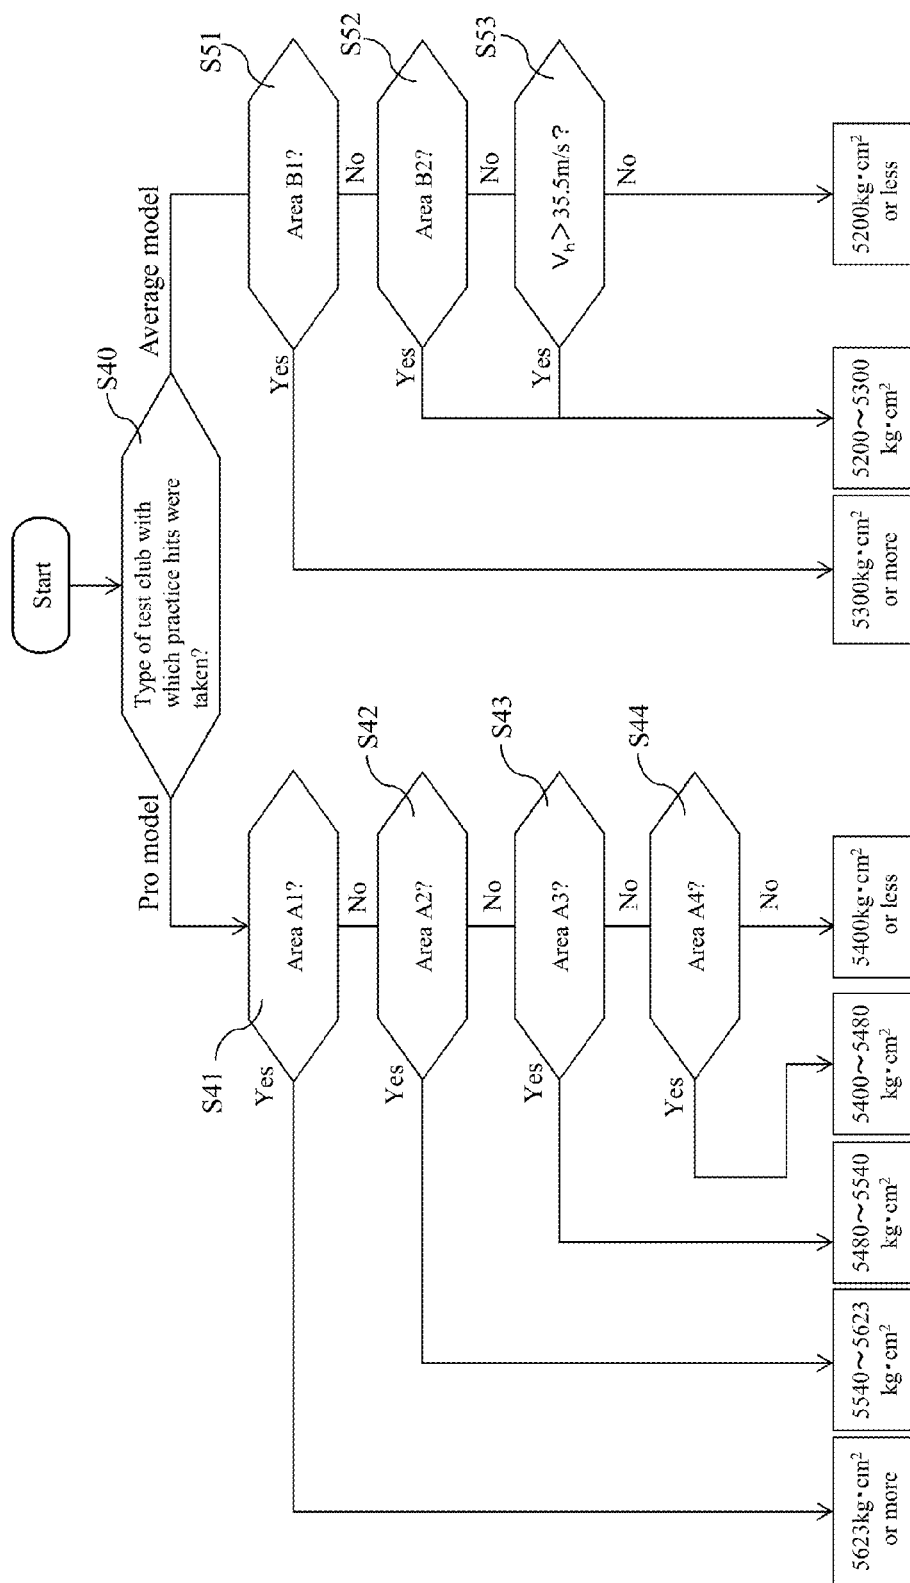 Start
S40
Type of test club with
which practice hits were
taken?
Pro model
Average model
S41
Area A1?
Yes
No
S42
Area A2?
Yes
No
S43
Area A3?
Yes
No
S44
Area A4?
Yes
No
S51
Area B1?
Yes
No
S52
Area B2?
Yes
No
S53
Vₕ > 35.5m/s ?
Yes
No
5623kg·cm²
or more
5540～5623
kg·cm²
5480～5540
kg·cm²
5400～5480
kg·cm²
5400kg·cm²
or less
5300kg·cm²
or more
5200～5300
kg·cm²
5200kg·cm²
or less